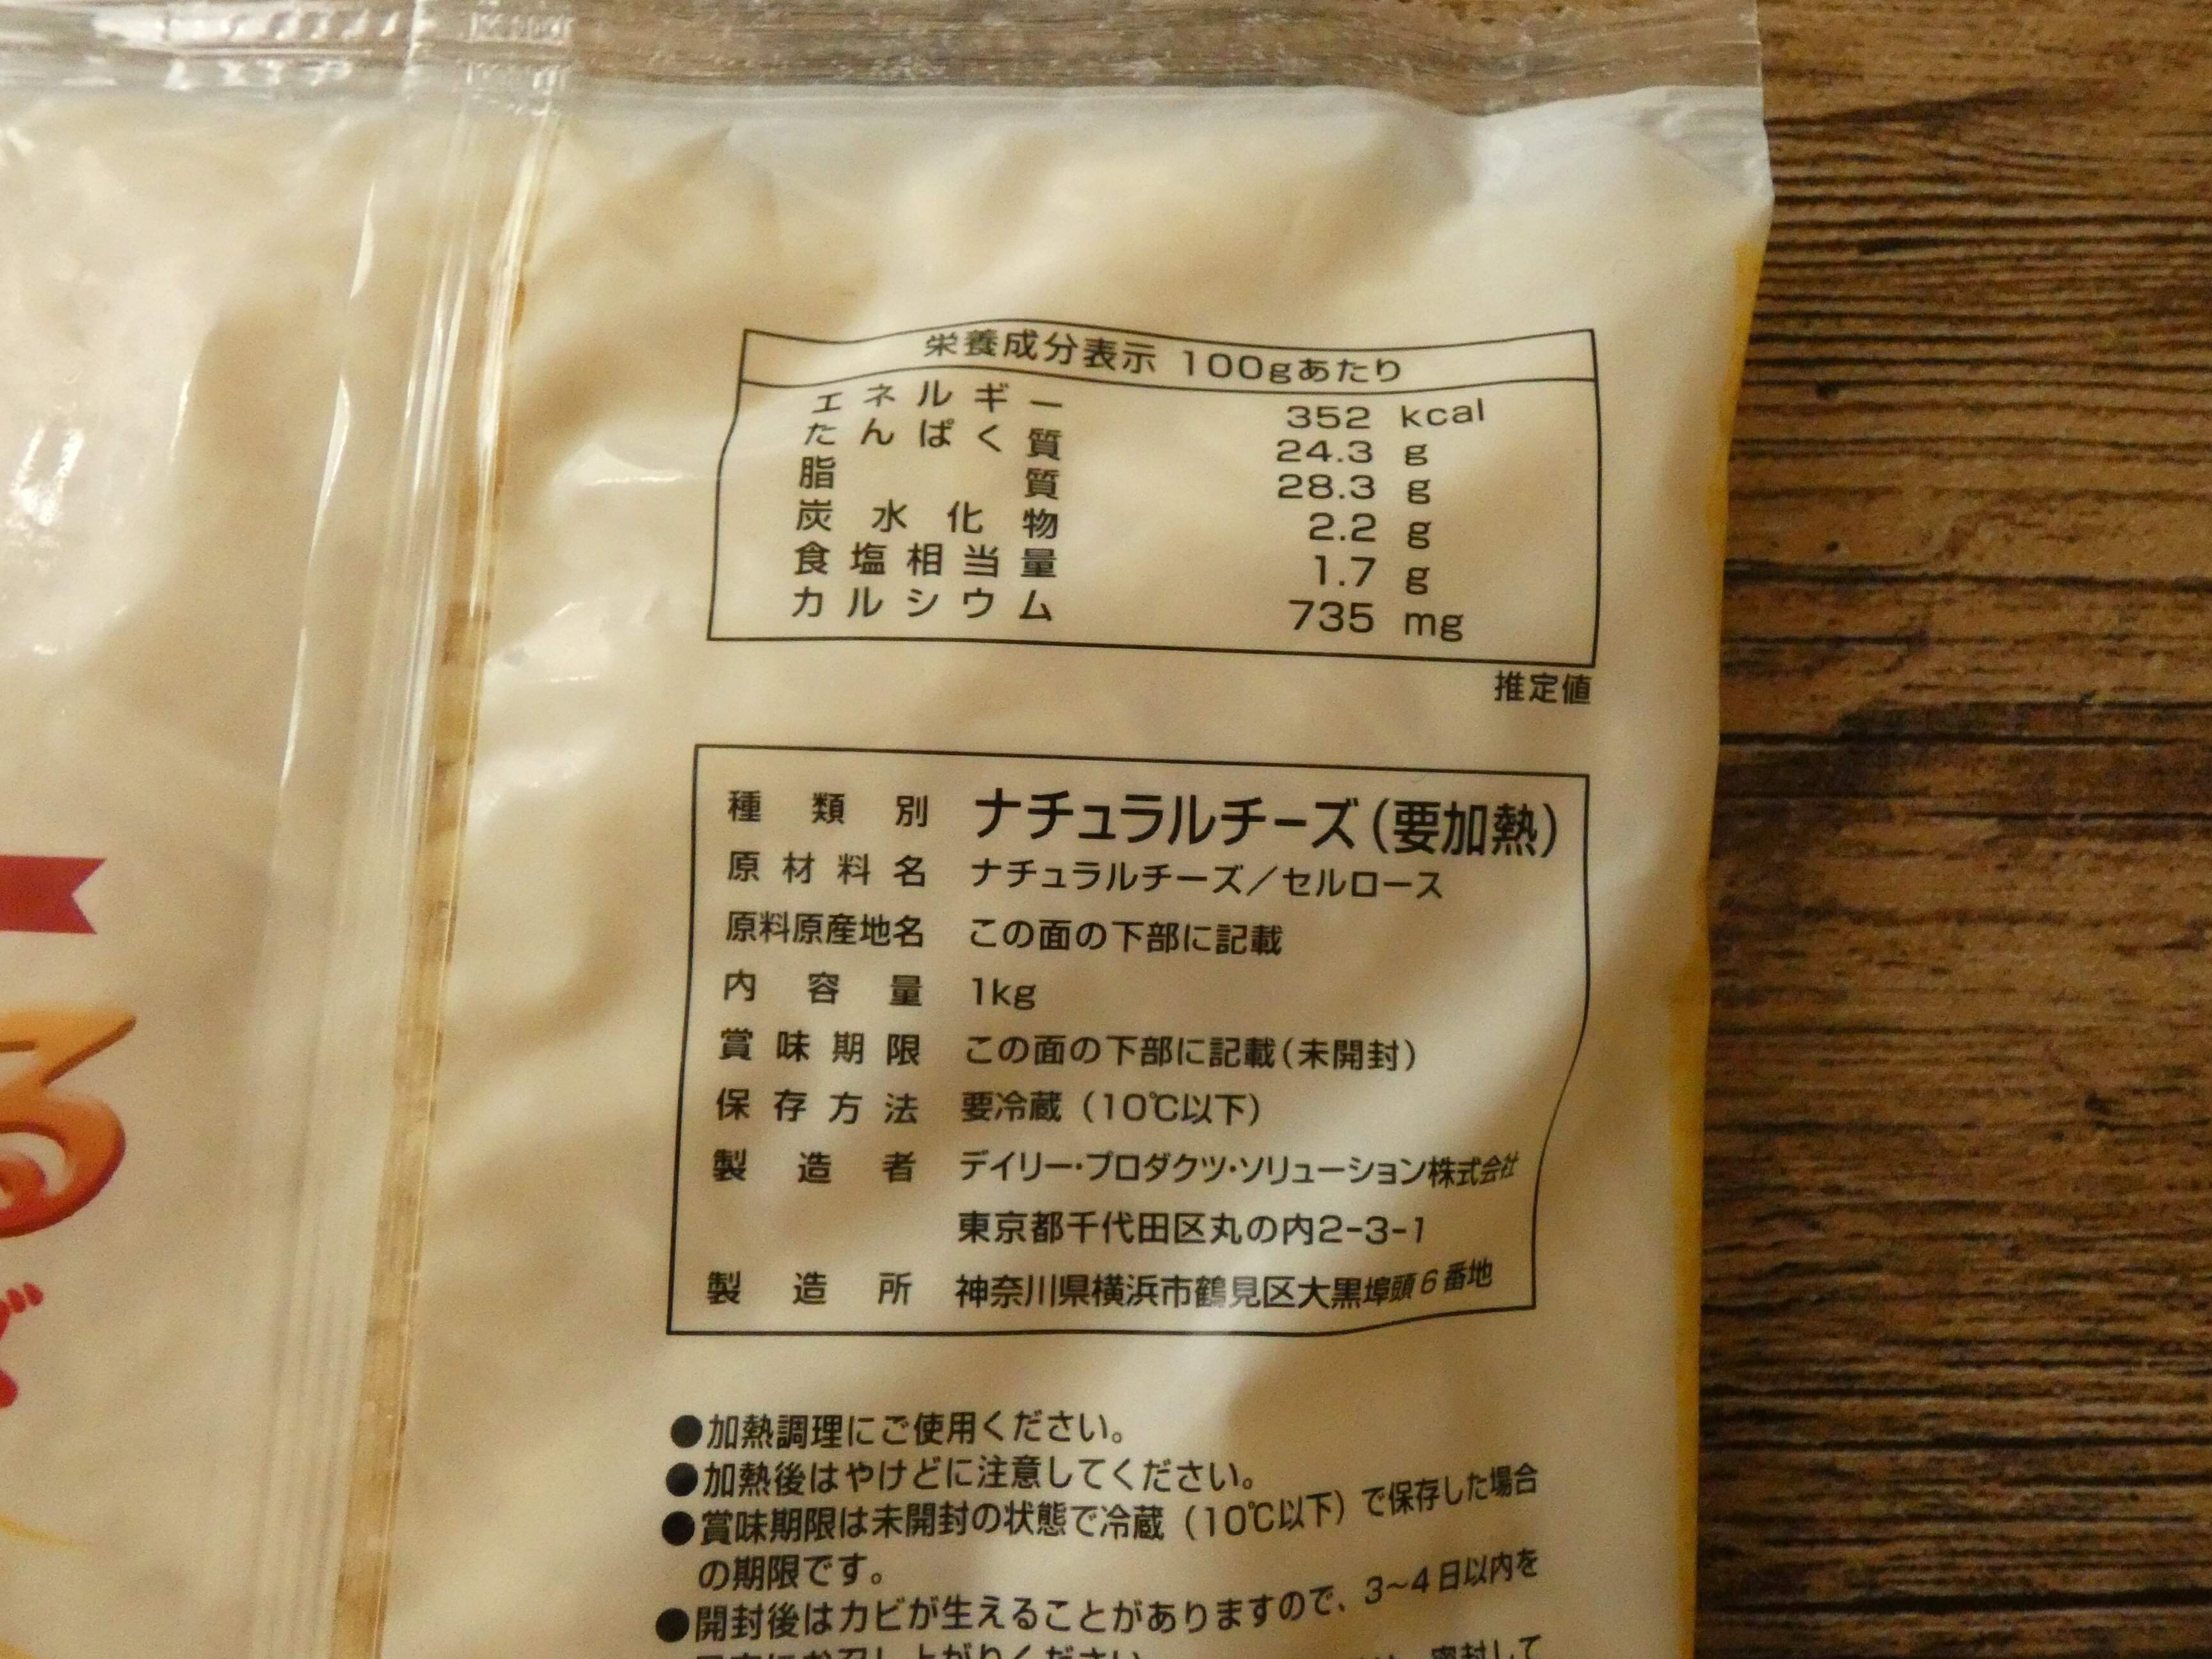 栄養成分表示 100gあたり
エネルギー 352 kcal
たんぱく質 24.3 g
脂質 28.3 g
炭水化物 2.2 g
食塩相当量 1.7 g
カルシウム 735 mg
推定値
種類別 ナチュラルチーズ(要加熱)
原材料名 ナチュラルチーズ/セルロース
原料原産地名 この面の下部に記載
内容量 1kg
賞味期限 この面の下部に記載(未開封)
保存方法 要冷蔵(10℃以下)
製造者 デイリー・プロダクツ・ソリューション株式会社
東京都千代田区丸の内2-3-1
製造所 神奈川県横浜市鶴見区大黒埠頭6番地
●加熱調理にご使用ください。
●加熱後はやけどに注意してください。
●賞味期限は未開封の状態で冷蔵(10℃以下)で保存した場合
の期限です。
●開封後はカビが生えることがありますので、3~4日以内を
る